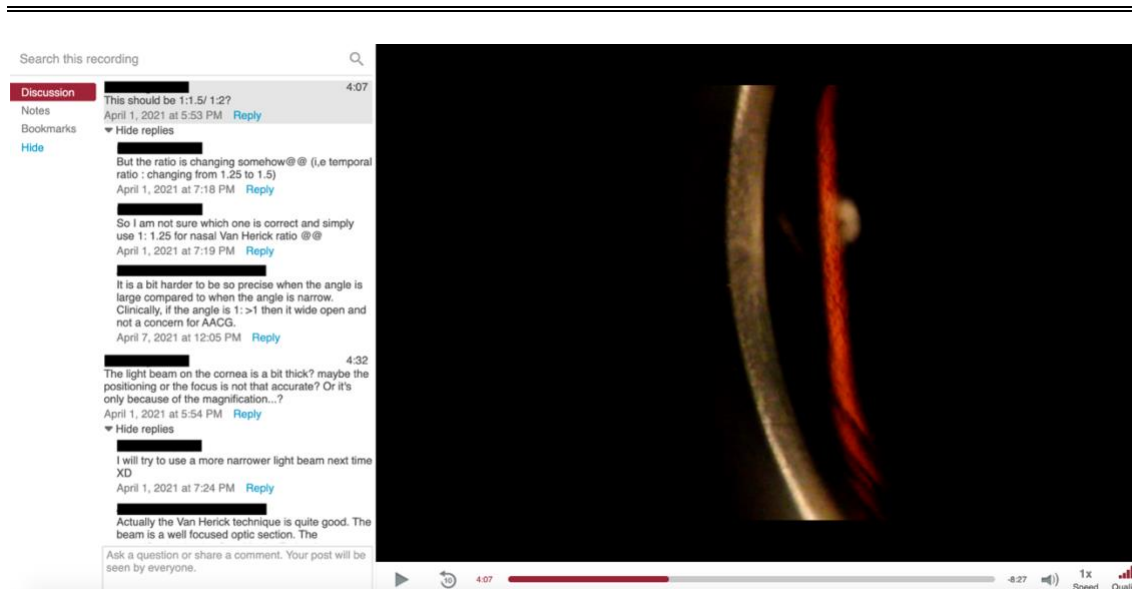 Search this recording
Discussion
Notes
Bookmarks
Hide
4:07
This should be 1:1.5/ 1:2?
April 1, 2021 at 5:53 PM Reply
Hide replies
But the ratio is changing somehow@@ (i,e temporal
ratio : changing from 1.25 to 1.5)
April 1, 2021 at 7:18 PM Reply
So I am not sure which one is correct and simply
use 1: 1.25 for nasal Van Herick ratio @@
April 1, 2021 at 7:19 PM Reply
It is a bit harder to be so precise when the angle is
large compared to when the angle is narrow.
Clinically, if the angle is 1: >1 then it wide open and
not a concern for AACG.
April 7, 2021 at 12:05 PM Reply
4:32
The light beam on the cornea is a bit thick? maybe the
positioning or the focus is not that accurate? Or it's
only because of the magnification...?
April 1, 2021 at 5:54 PM Reply
Hide replies
I will try to use a more narrower light beam next time
XD
April 1, 2021 at 7:24 PM Reply
Actually the Van Herick technique is quite good. The
beam is a well focused optic section. The
Ask a question or share a comment. Your post will be
seen by everyone.
10
4:07
-8:27
1x
Speed
Quali